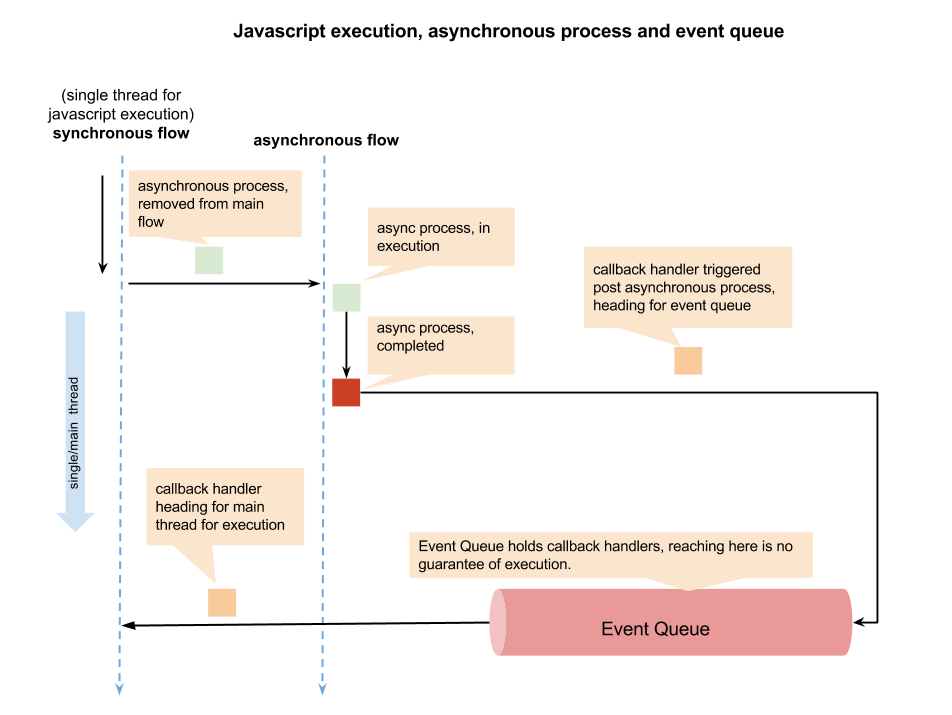 Javascript execution, asynchronous process and event queue
(single thread for
javascript execution)
synchronous flow
asynchronous flow
asynchronous process,
removed from main
flow
async process, in
execution
callback handler triggered
post asynchronous process,
heading for event queue
async process,
completed
single/main thread
callback handler
heading for main
thread for execution
Event Queue holds callback handlers, reaching here is no
guarantee of execution.
Event Queue